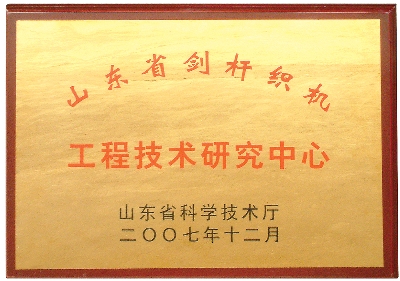 山东省剑杆织机
工程技术研究中心
山东省科学技术厅
二〇〇七年十二月